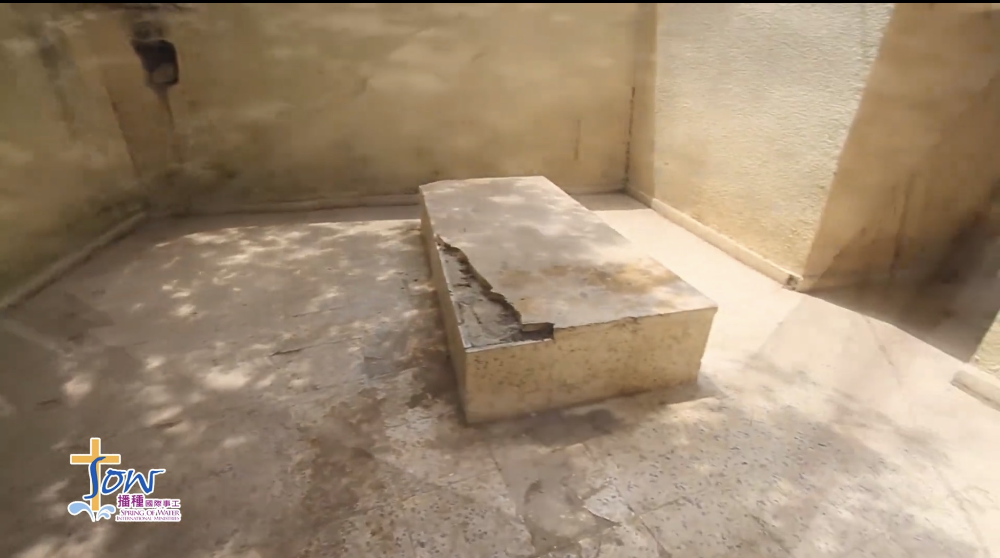 Sow
播種國際事工
SPRING OF WATER
INTERNATIONAL MINISTRIES